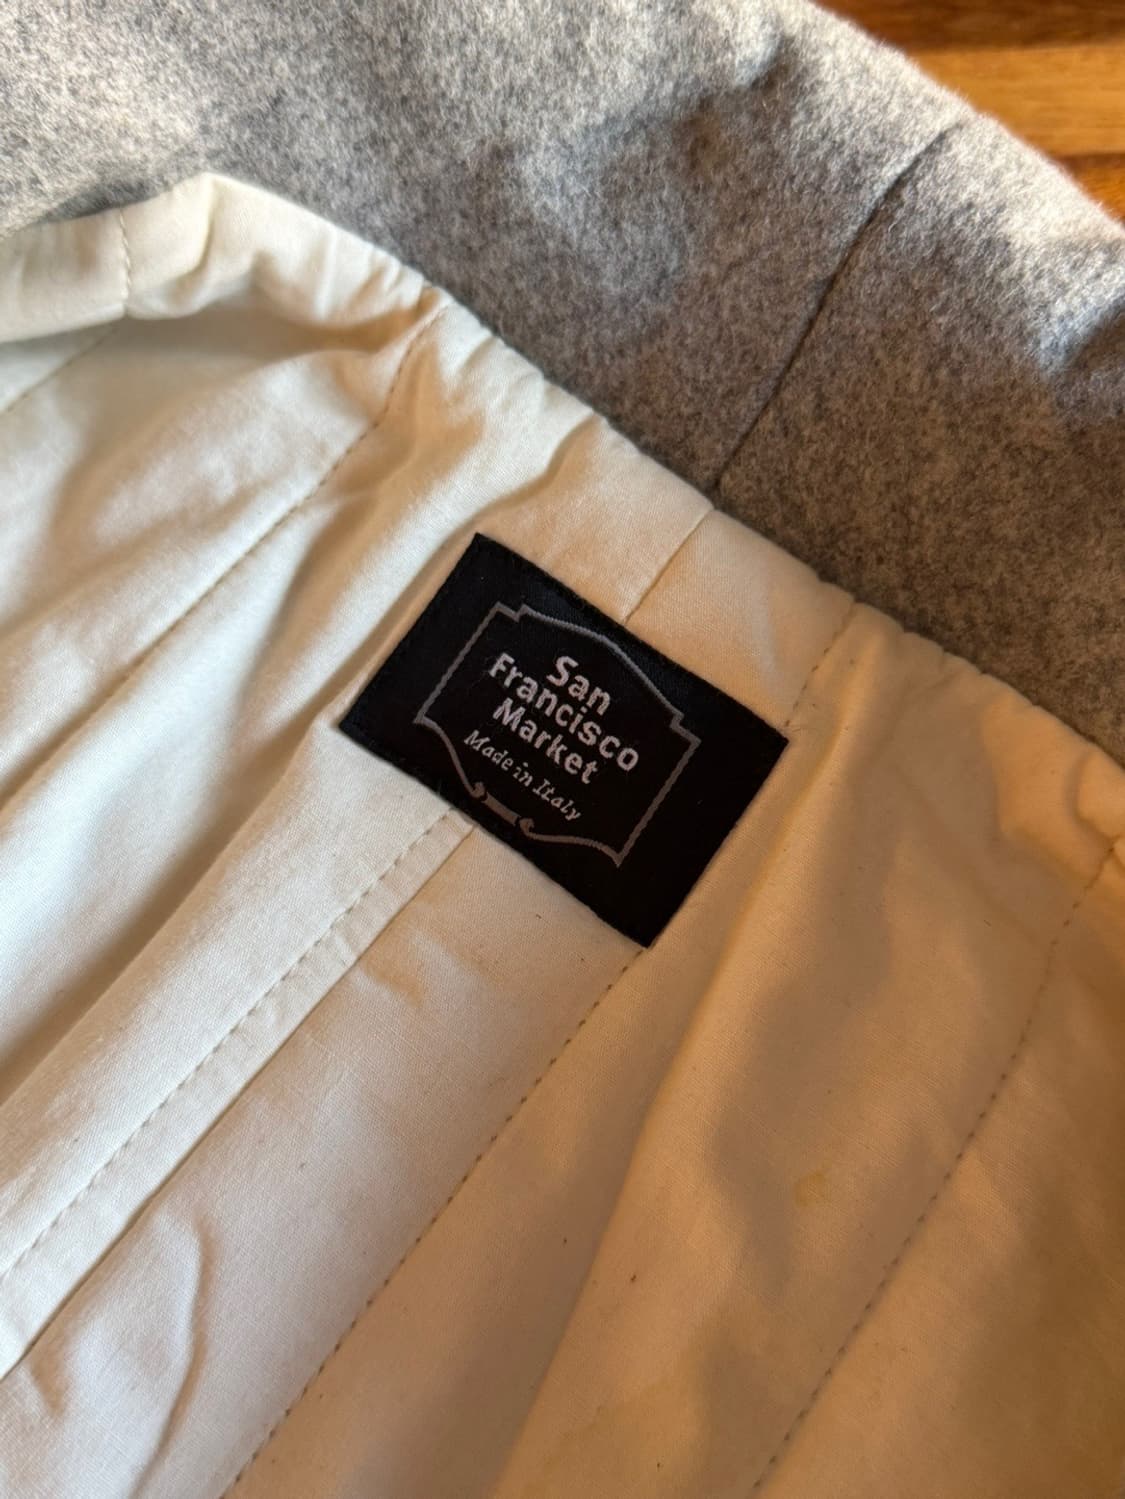 San
Francisco
Market
Made in Italy